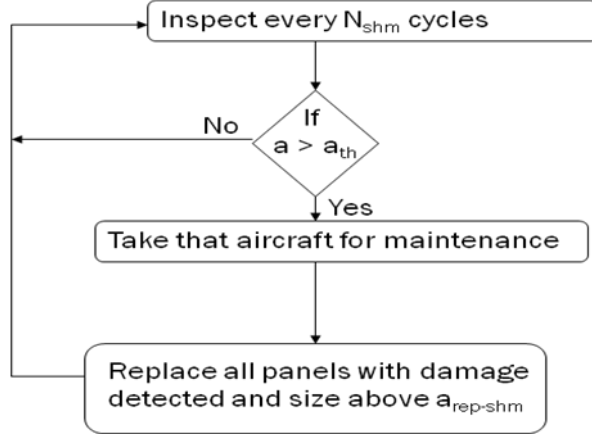 Inspect every N_shm cycles
If
No
a > a_th
Yes
Take that aircraft for maintenance
Replace all panels with damage
detected and size above a_rep-shm